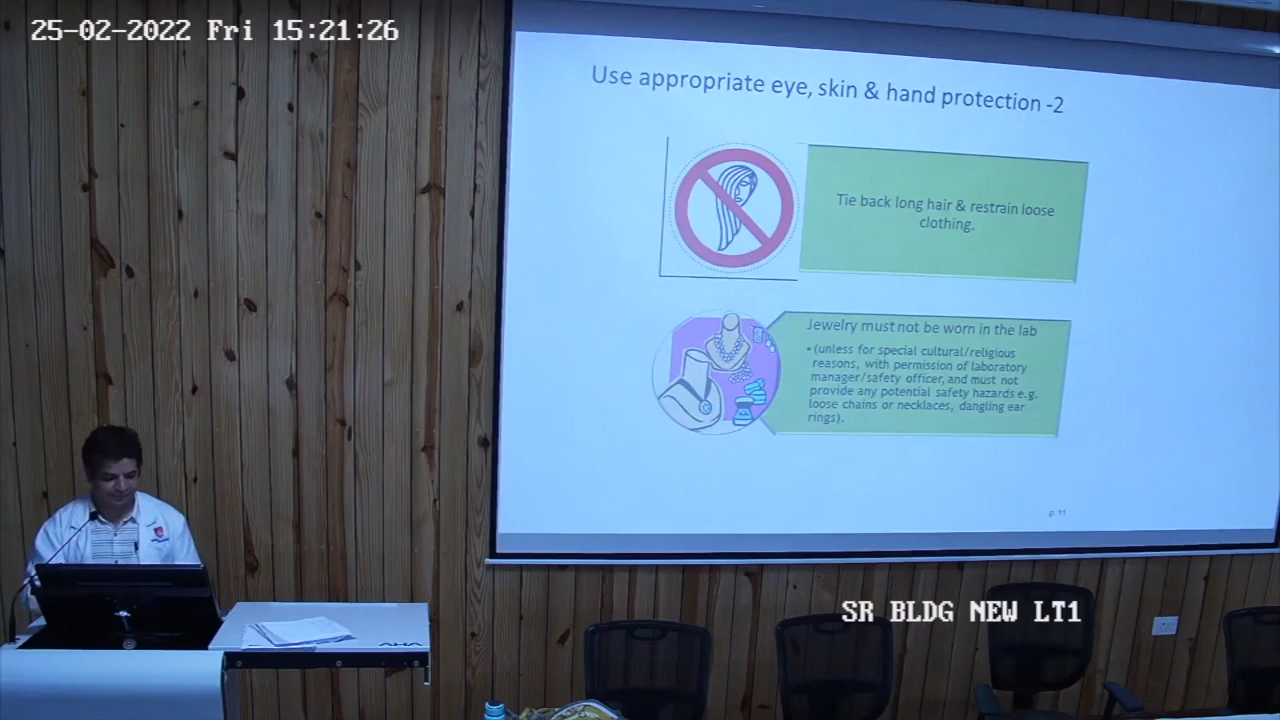 25-02-2022 Fri 15:21:26
Use appropriate eye, skin & hand protection -2
Tie back long hair & restrain loose
clothing.
Jewelry must not be worn in the lab
• (unless for special cultural/religious
reasons, with permission of laboratory
manager/safety officer, and must not
provide any potential safety hazards e.g.
loose chains or necklaces, dangling ear
rings).
p. 11
SR BLDG NEW LT1